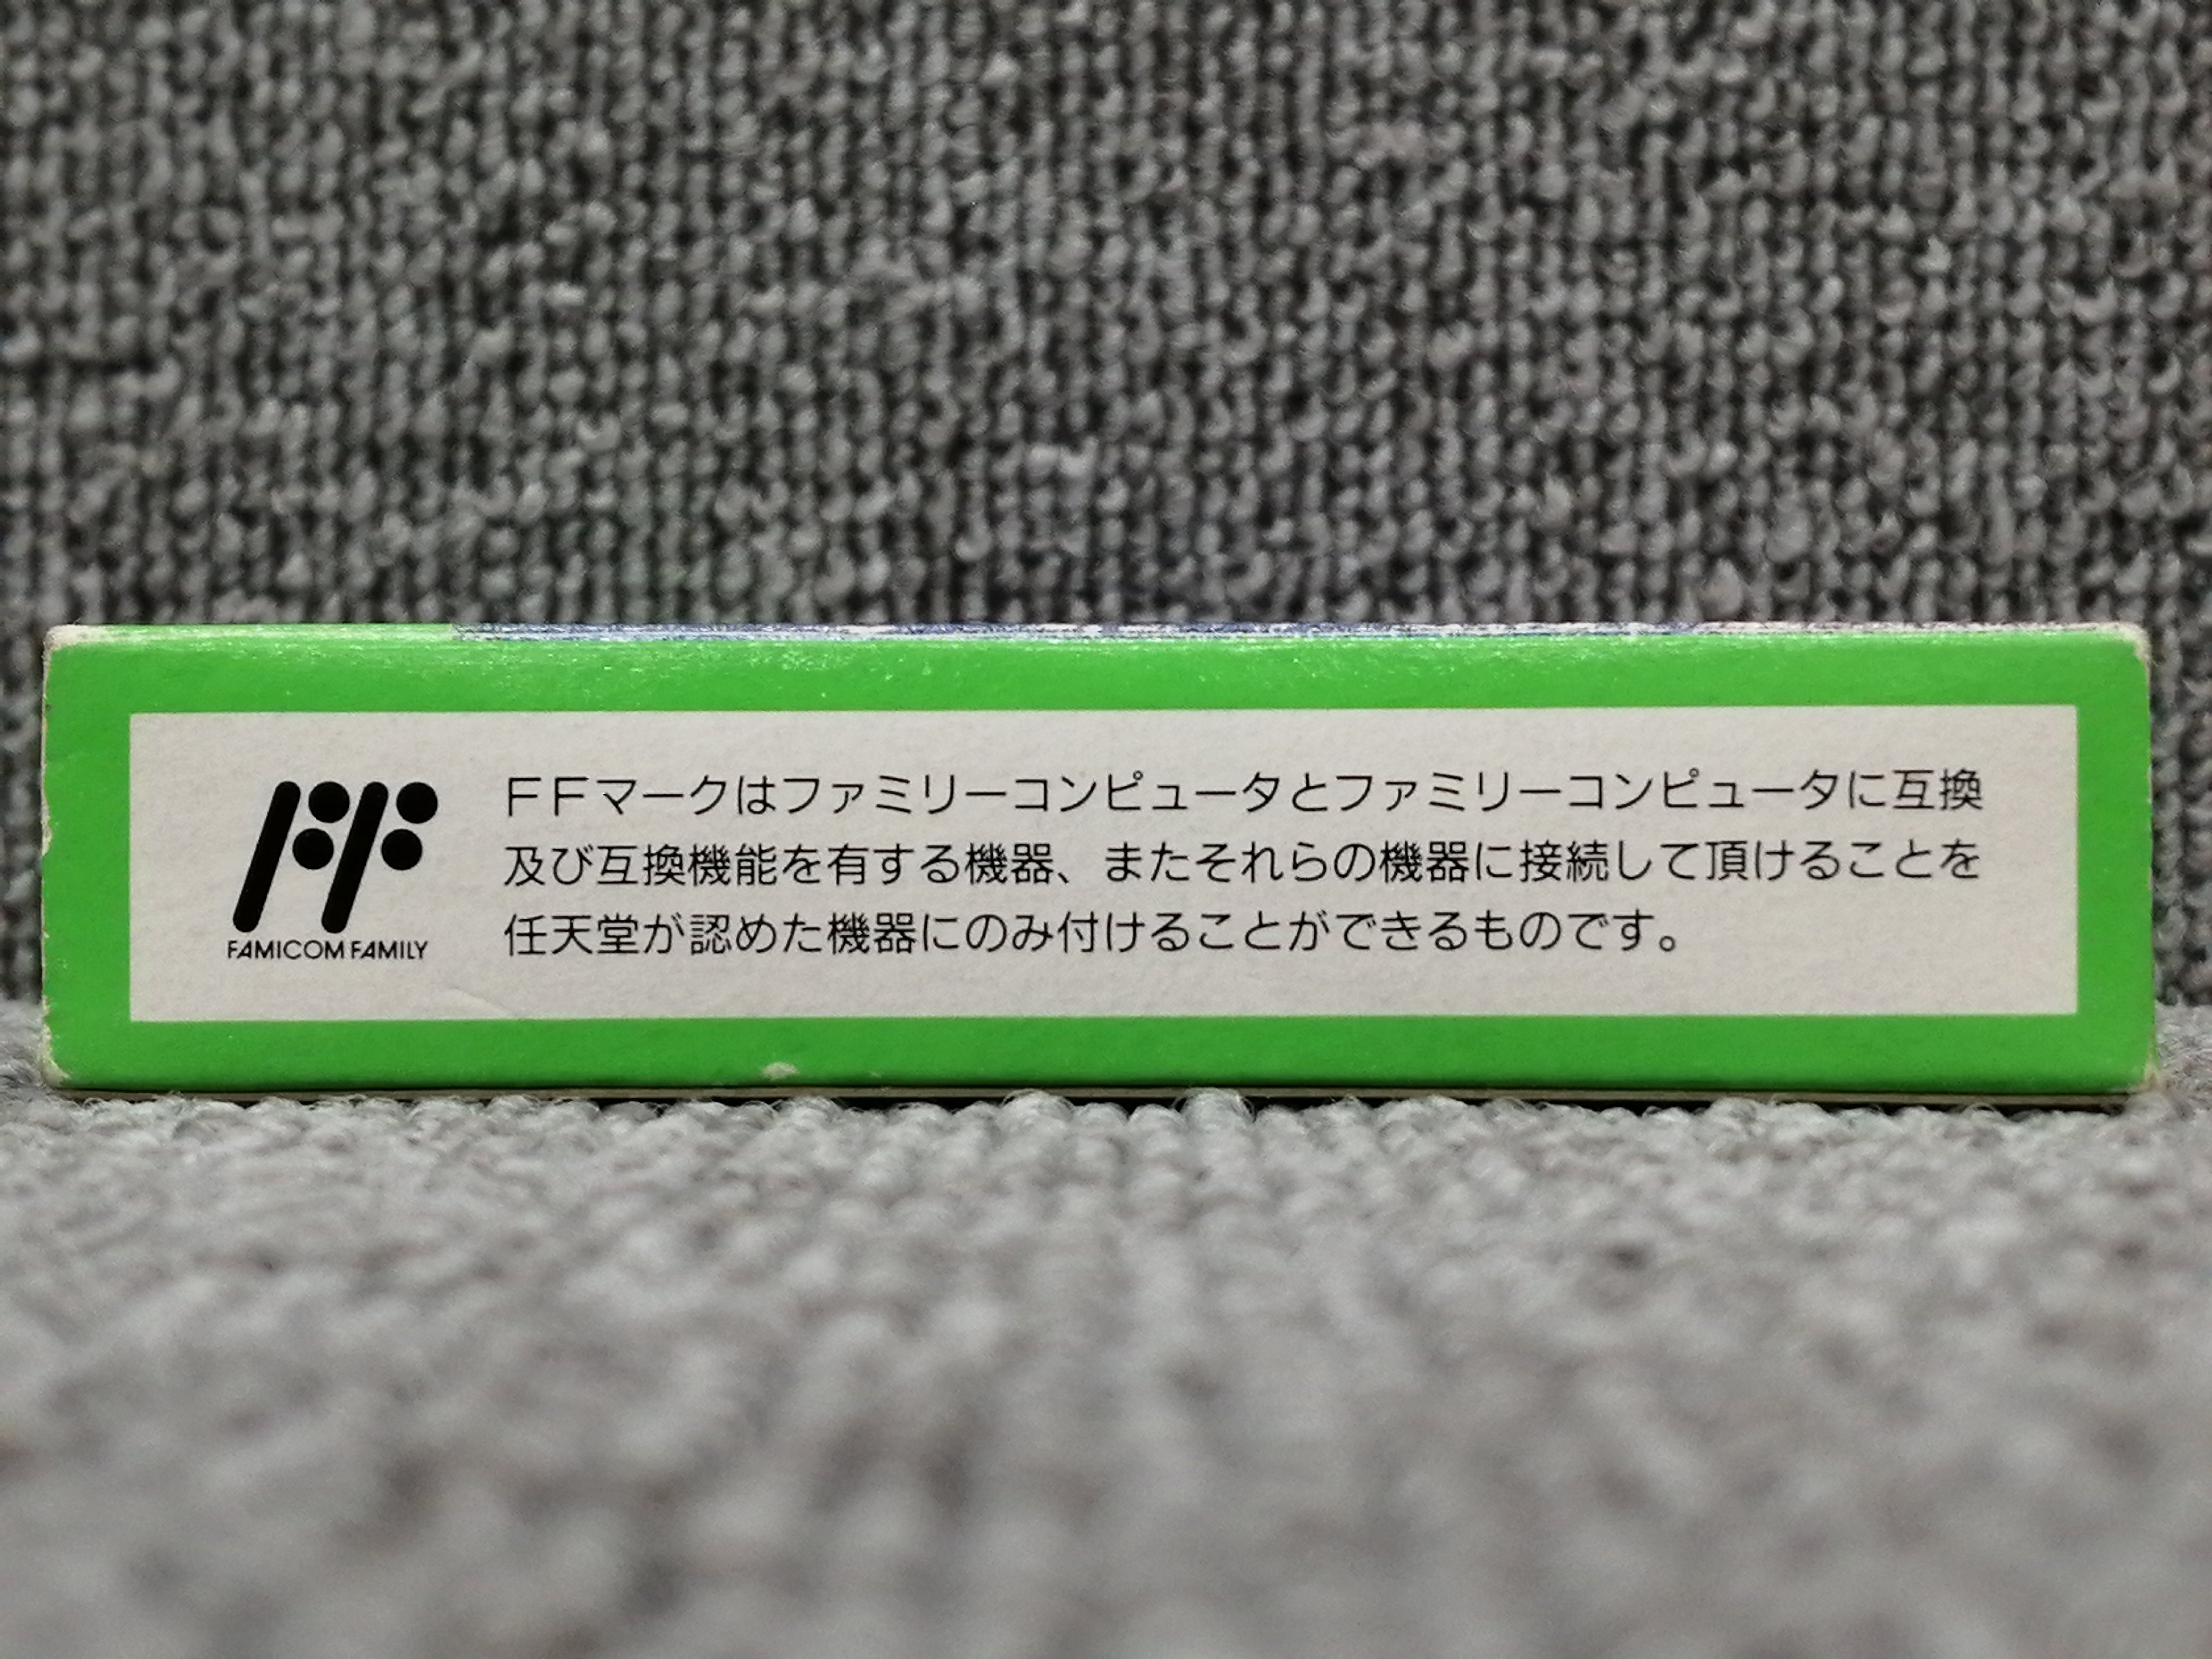 FAMICOM FAMILY
FFマークはファミリーコンピュータとファミリーコンピュータに互換
及び互換機能を有する機器、またそれらの機器に接続して頂けることを
任天堂が認めた機器にのみ付けることができるものです。